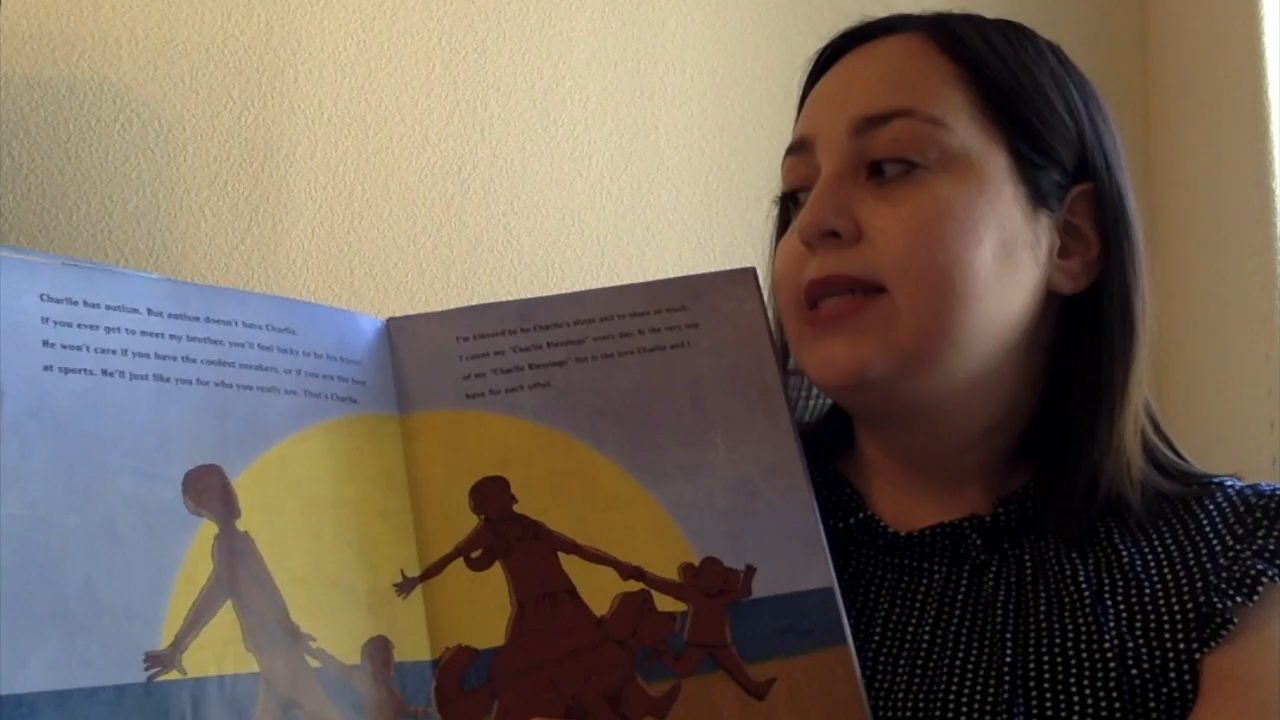 Charlie has autism. But autism doesn't have Charlie.
If you ever get to meet my brother, you'll feel lucky to be his friend.
He won't care if you have the coolest sneakers, or if you are the best
at sports. He'll just like you for who you really are. That's Charlie.
I'm blessed to be Charlie's sister and to share so much.
I count my "Charlie Blessings" every day. At the very top
of my "Charlie Blessings" list is the love Charlie and I
have for each other.